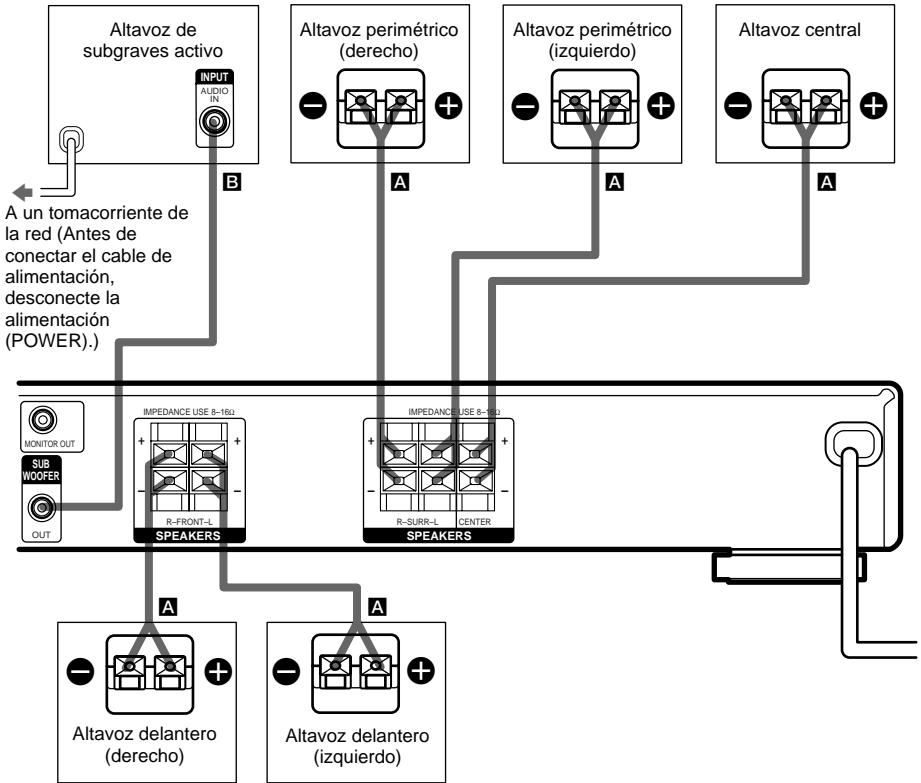 Altavoz de
subgraves activo
INPUT
AUDIO
IN
Altavoz perimétrico
(derecho)
Altavoz perimétrico
(izquierdo)
Altavoz central
B
A
A
A
A un tomacorriente de
la red (Antes de
conectar el cable de
alimentación,
desconecte la
alimentación
(POWER).)
MONITOR OUT
SUB
WOOFER
OUT
IMPEDANCE USE 8–16Ω
+ +
– –
R–FRONT–L
SPEAKERS
IMPEDANCE USE 8–16Ω
+ +
– –
R–SURR–L CENTER
SPEAKERS
A
A
Altavoz delantero
(derecho)
Altavoz delantero
(izquierdo)